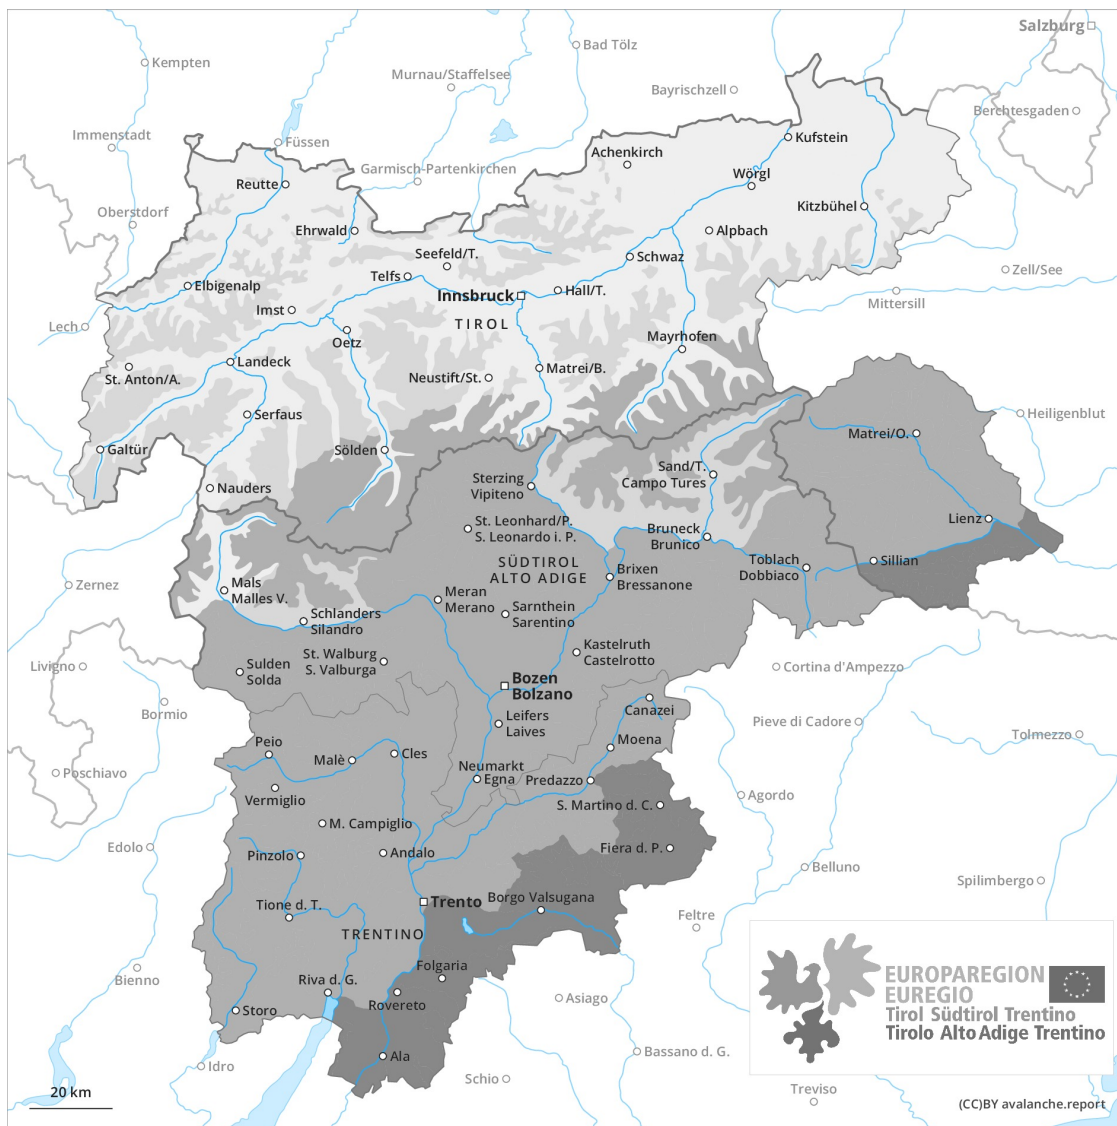 Salzburg
Bad Tölz
Kempten
Murnau/Staffelsee
Bayrischzell
Berchtesgaden
Immenstadt
Füssen
Kufstein
Achenkirch
Garmisch-Partenkirchen
Wörgl
Reutte
Kitzbühel
Oberstdorf
Ehrwald
Alpbach
Seefeld/T.
Schwaz
Telfs
Zell/See
Elbigenalp
Innsbruck
Hall/T.
Mittersill
Imst
TIROL
Lech
Oetz
Mayrhofen
Landeck
Matrei/B.
St. Anton/A.
Neustift/St.
Serfaus
Heiligenblut
Matrei/O.
Galtür
Sölden
Sand/T.
Campo Tures
Sterzing
Vipiteno
Nauders
Lienz
St. Leonhard/P.
S. Leonardo i. P.
Bruneck
Brunico
SÜDTIROL
ALTO ADIGE
Toblach
Dobbiaco
Sillian
Brixen
Bressanone
Zernez
Mals
Malles V.
Meran
Merano
Sarnthein
Sarentino
Schlanders
Silandro
Kastelruth
Castelrotto
St. Walburg
S. Valburga
Livigno
Sulden
Solda
Cortina d'Ampezzo
Bozen
Bolzano
Bormio
Canazei
Leifers
Laives
Pieve di Cadore
Tolmezzo
Peio
Moena
Cles
Malè
Poschiavo
Neumarkt
Egna
Predazzo
Vermiglio
Agordo
S. Martino d. C.
M. Campiglio
Edolo
Fiera d. P.
Pinzolo
Andalo
Belluno
Spilimbergo
Borgo Valsugana
Trento
Tione d. T.
Feltre
TRENTINO
Folgaria
Bienno
Riva d. G.
Rovereto
Asiago
Storo
EUROPAREGION
EUREGIO
Tirol Südtirol Trentino
Tirolo Alto Adige Trentino
Ala
Bassano d. G.
Idro
Schio
20 km
Treviso
(CC)BY avalanche.report